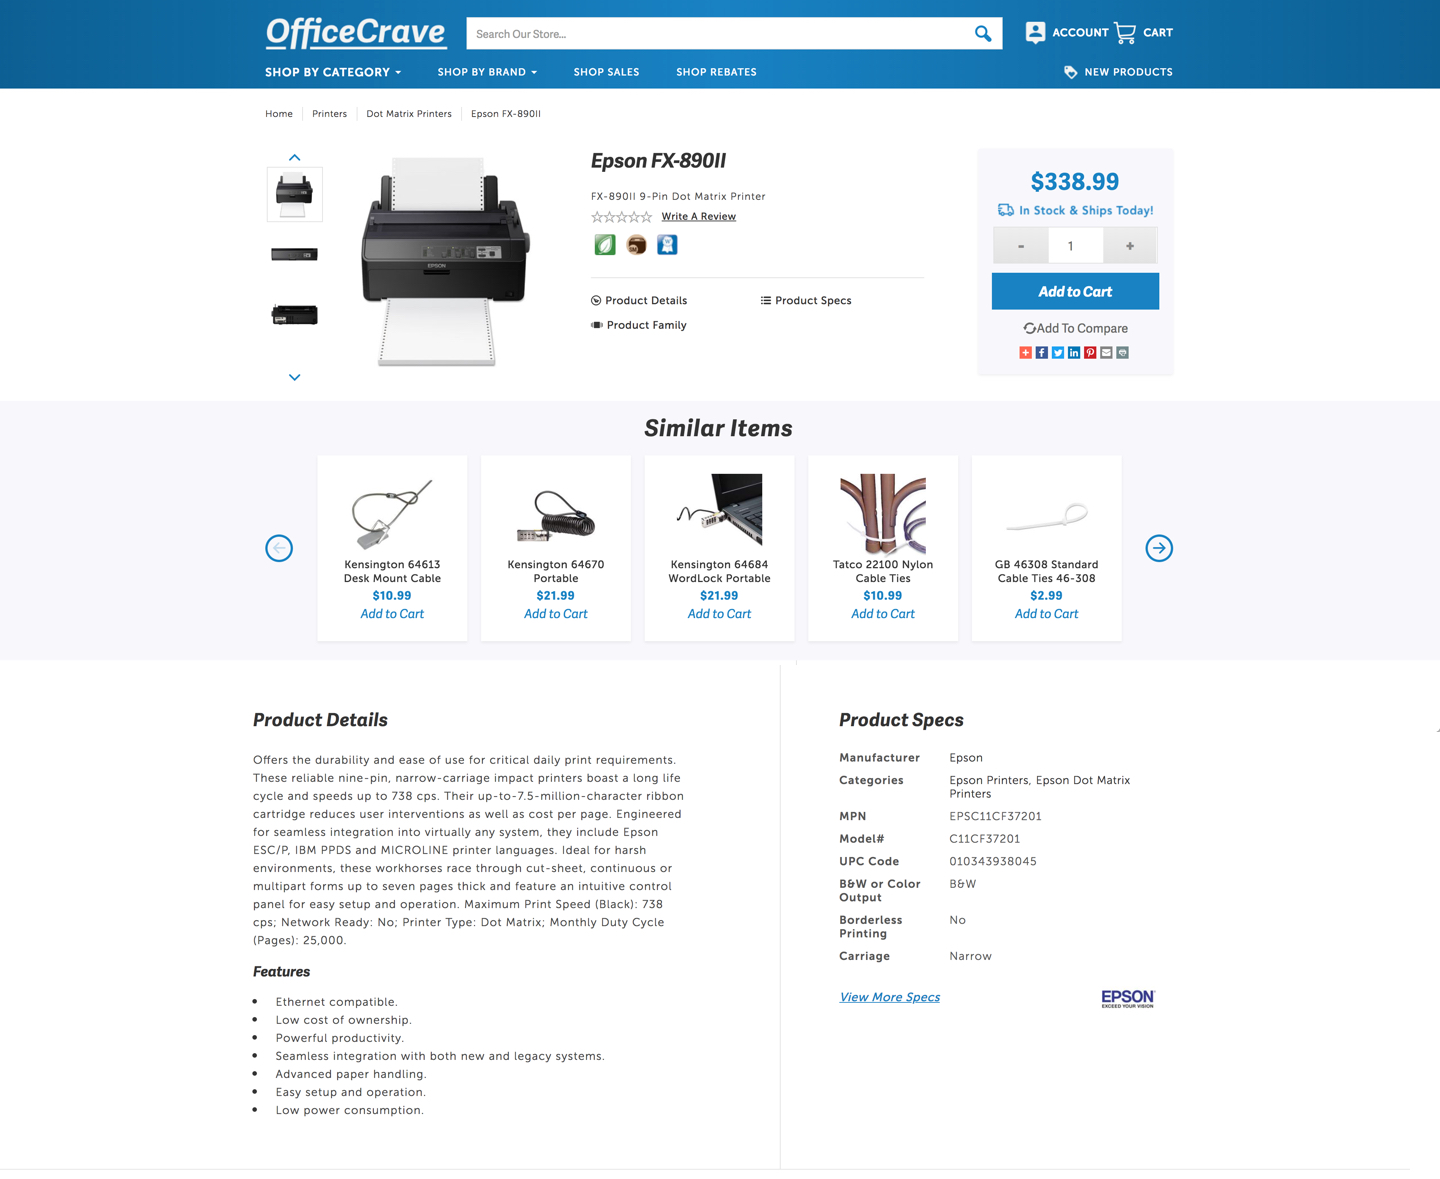 OfficeCrave
Search Our Store...
ACCOUNT
CART
SHOP BY CATEGORY
SHOP BY BRAND
SHOP SALES
SHOP REBATES
NEW PRODUCTS
Home
Printers
Dot Matrix Printers
Epson FX-890II
EPSON
Epson FX-890II
FX-890II 9-Pin Dot Matrix Printer
Write A Review
Product Details
Product Specs
Product Family
$338.99
In Stock & Ships Today!
- 1 +
Add to Cart
Add To Compare
Similar Items
Kensington 64613
Desk Mount Cable
$10.99
Add to Cart
Kensington 64670
Portable
$21.99
Add to Cart
Kensington 64684
WordLock Portable
$21.99
Add to Cart
Tatco 22100 Nylon
Cable Ties
$10.99
Add to Cart
GB 46308 Standard
Cable Ties 46-308
$2.99
Add to Cart
Product Details
Offers the durability and ease of use for critical daily print requirements.
These reliable nine-pin, narrow-carriage impact printers boast a long life
cycle and speeds up to 738 cps. Their up-to-7.5-million-character ribbon
cartridge reduces user interventions as well as cost per page. Engineered
for seamless integration into virtually any system, they include Epson
ESC/P, IBM PPDS and MICROLINE printer languages. Ideal for harsh
environments, these workhorses race through cut-sheet, continuous or
multipart forms up to seven pages thick and feature an intuitive control
panel for easy setup and operation. Maximum Print Speed (Black): 738
cps; Network Ready: No; Printer Type: Dot Matrix; Monthly Duty Cycle
(Pages): 25,000.
Features
Ethernet compatible.
Low cost of ownership.
Powerful productivity.
Seamless integration with both new and legacy systems.
Advanced paper handling.
Easy setup and operation.
Low power consumption.
Product Specs
Manufacturer Epson
Categories Epson Printers, Epson Dot Matrix
Printers
MPN EPSC11CF37201
Model# C11CF37201
UPC Code 010343938045
B&W or Color B&W
Output
Borderless No
Printing
Carriage Narrow
View More Specs
EPSON
EXCEED YOUR VISION